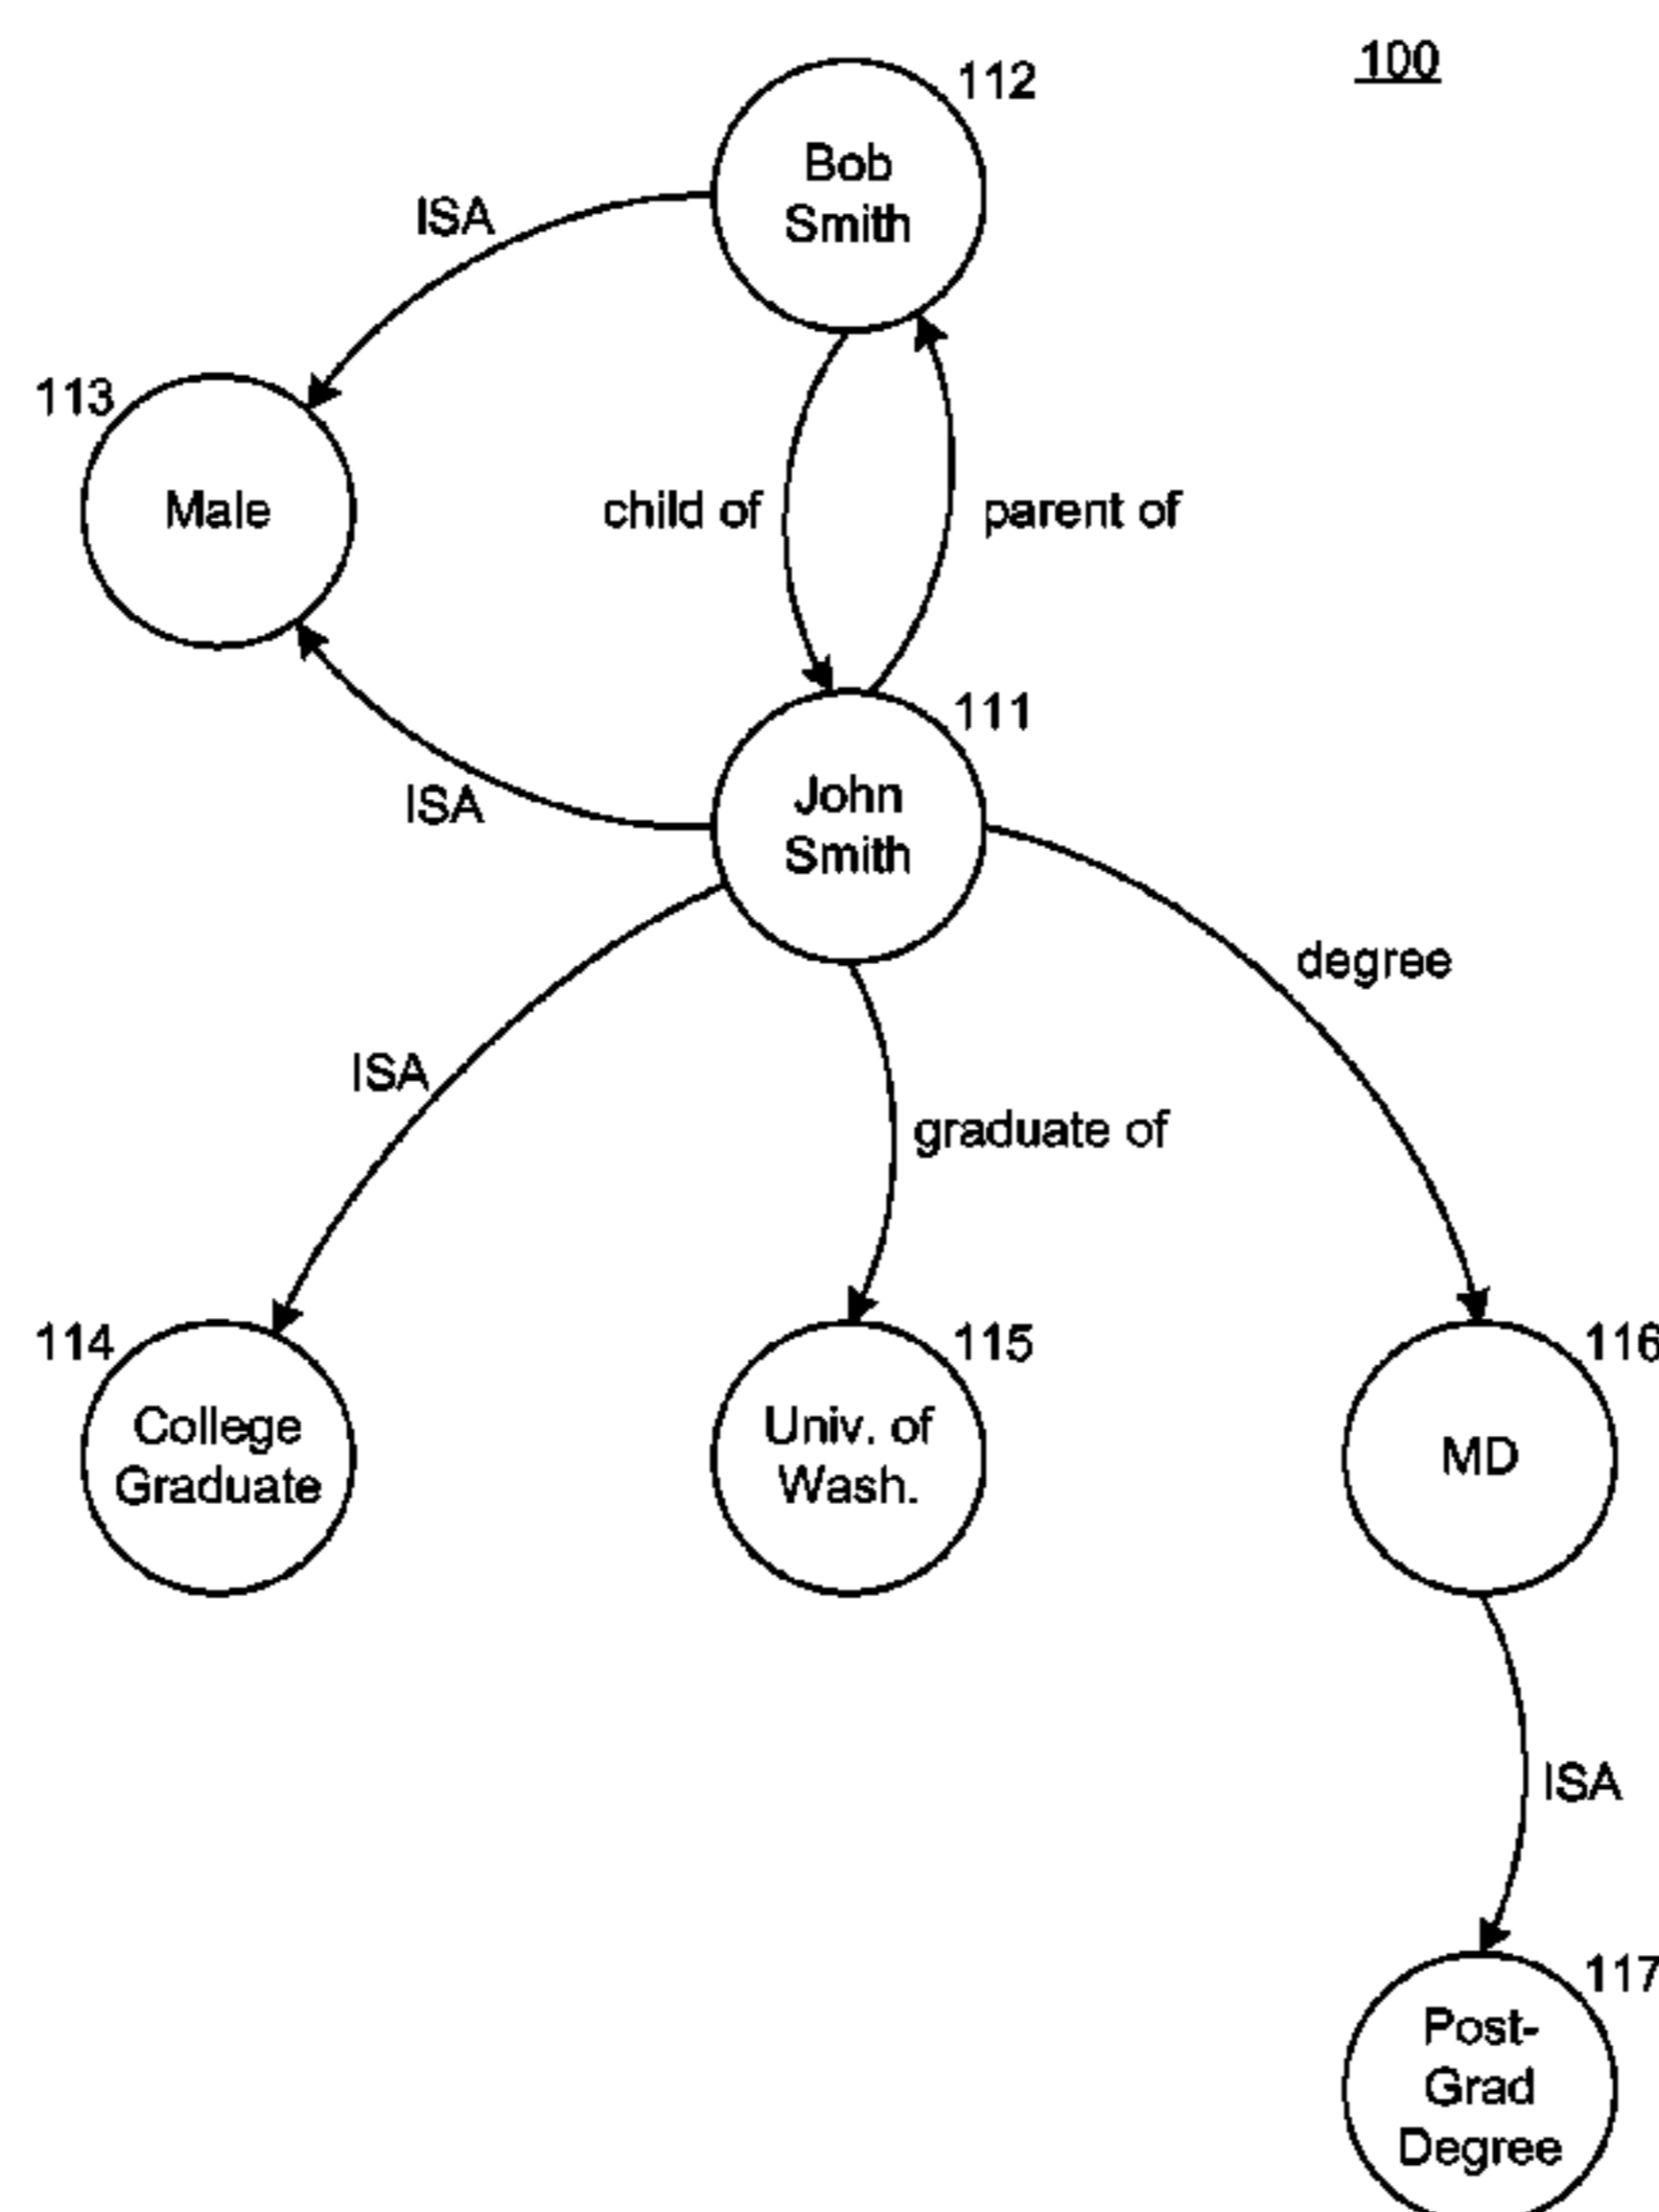 100
112
Bob
Smith
ISA
113
Male
child of
parent of
111
John
Smith
ISA
degree
ISA
graduate of
114
College
Graduate
115
Univ. of
Wash.
116
MD
ISA
117
Post-
Grad
Degree